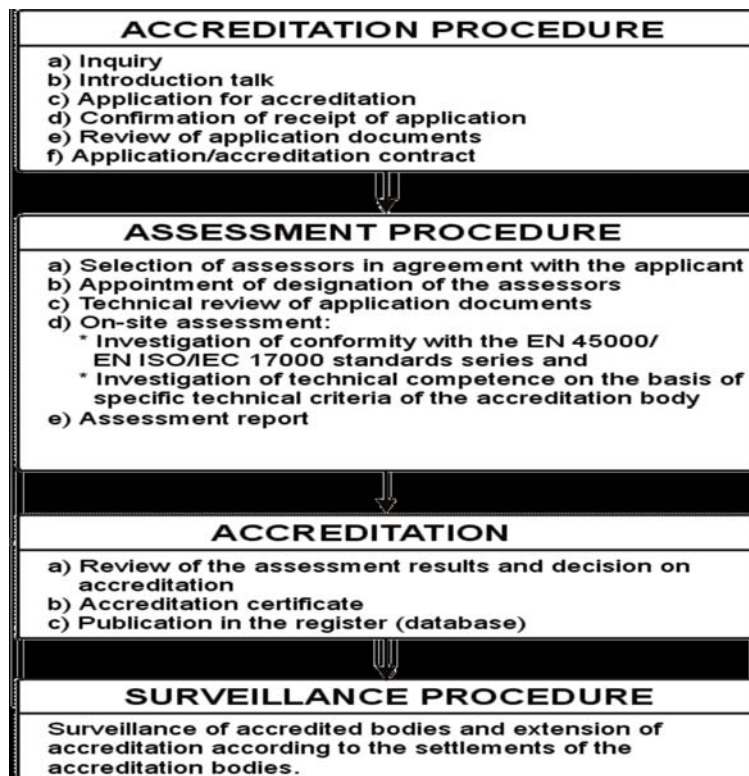 ACCREDITATION PROCEDURE
a) Inquiry
b) Introduction talk
c) Application for accreditation
d) Confirmation of receipt of application
e) Review of application documents
f) Application/accreditation contract
ASSESSMENT PROCEDURE
a) Selection of assessors in agreement with the applicant
b) Appointment of designation of the assessors
c) Technical review of application documents
d) On-site assessment:
* Investigation of conformity with the EN 45000/
EN ISO/IEC 17000 standards series and
* Investigation of technical competence on the basis of
specific technical criteria of the accreditation body
e) Assessment report
ACCREDITATION
a) Review of the assessment results and decision on
accreditation
b) Accreditation certificate
c) Publication in the register (database)
SURVEILLANCE PROCEDURE
Surveillance of accredited bodies and extension of
accreditation according to the settlements of the
accreditation bodies.